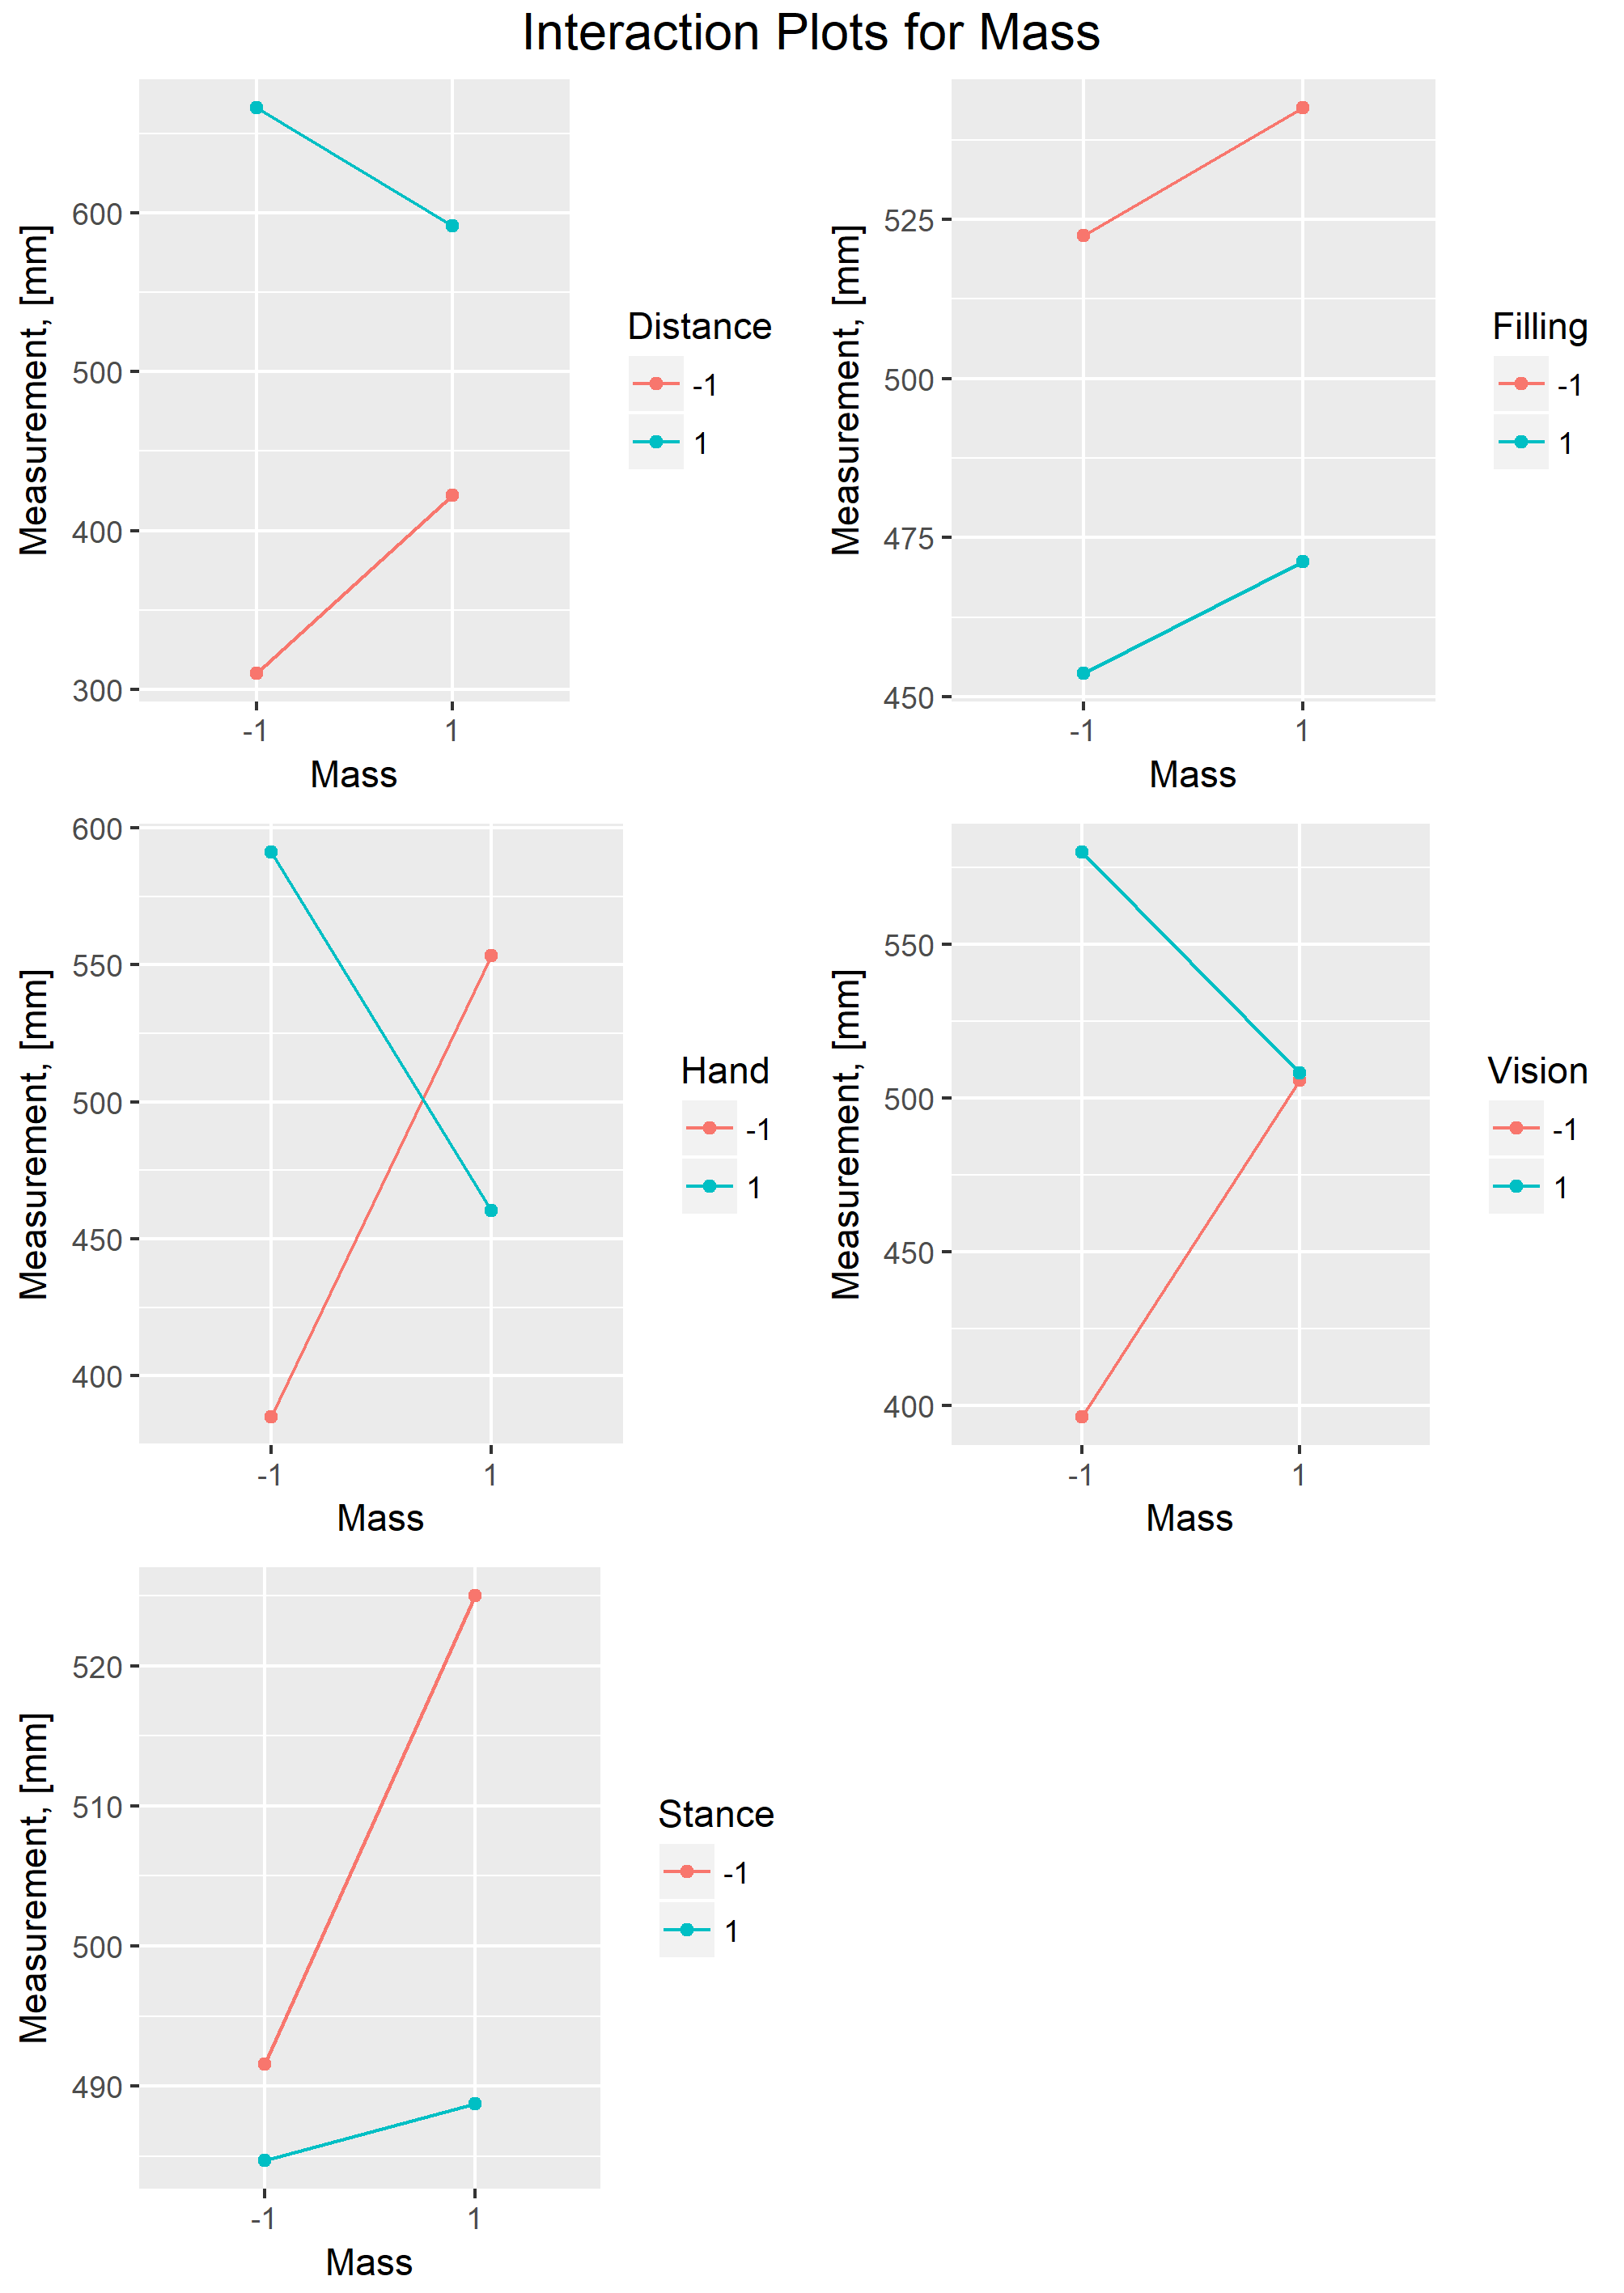 Interaction Plots for Mass
Measurement, [mm]
600
500
400
300
-1
1
Mass
Distance
-1
1
Measurement, [mm]
525
500
475
450
-1
1
Mass
Filling
-1
1
Measurement, [mm]
600
550
500
450
400
-1
1
Mass
Hand
-1
1
Measurement, [mm]
550
500
450
400
-1
1
Mass
Vision
-1
1
Measurement, [mm]
520
510
500
490
-1
1
Mass
Stance
-1
1